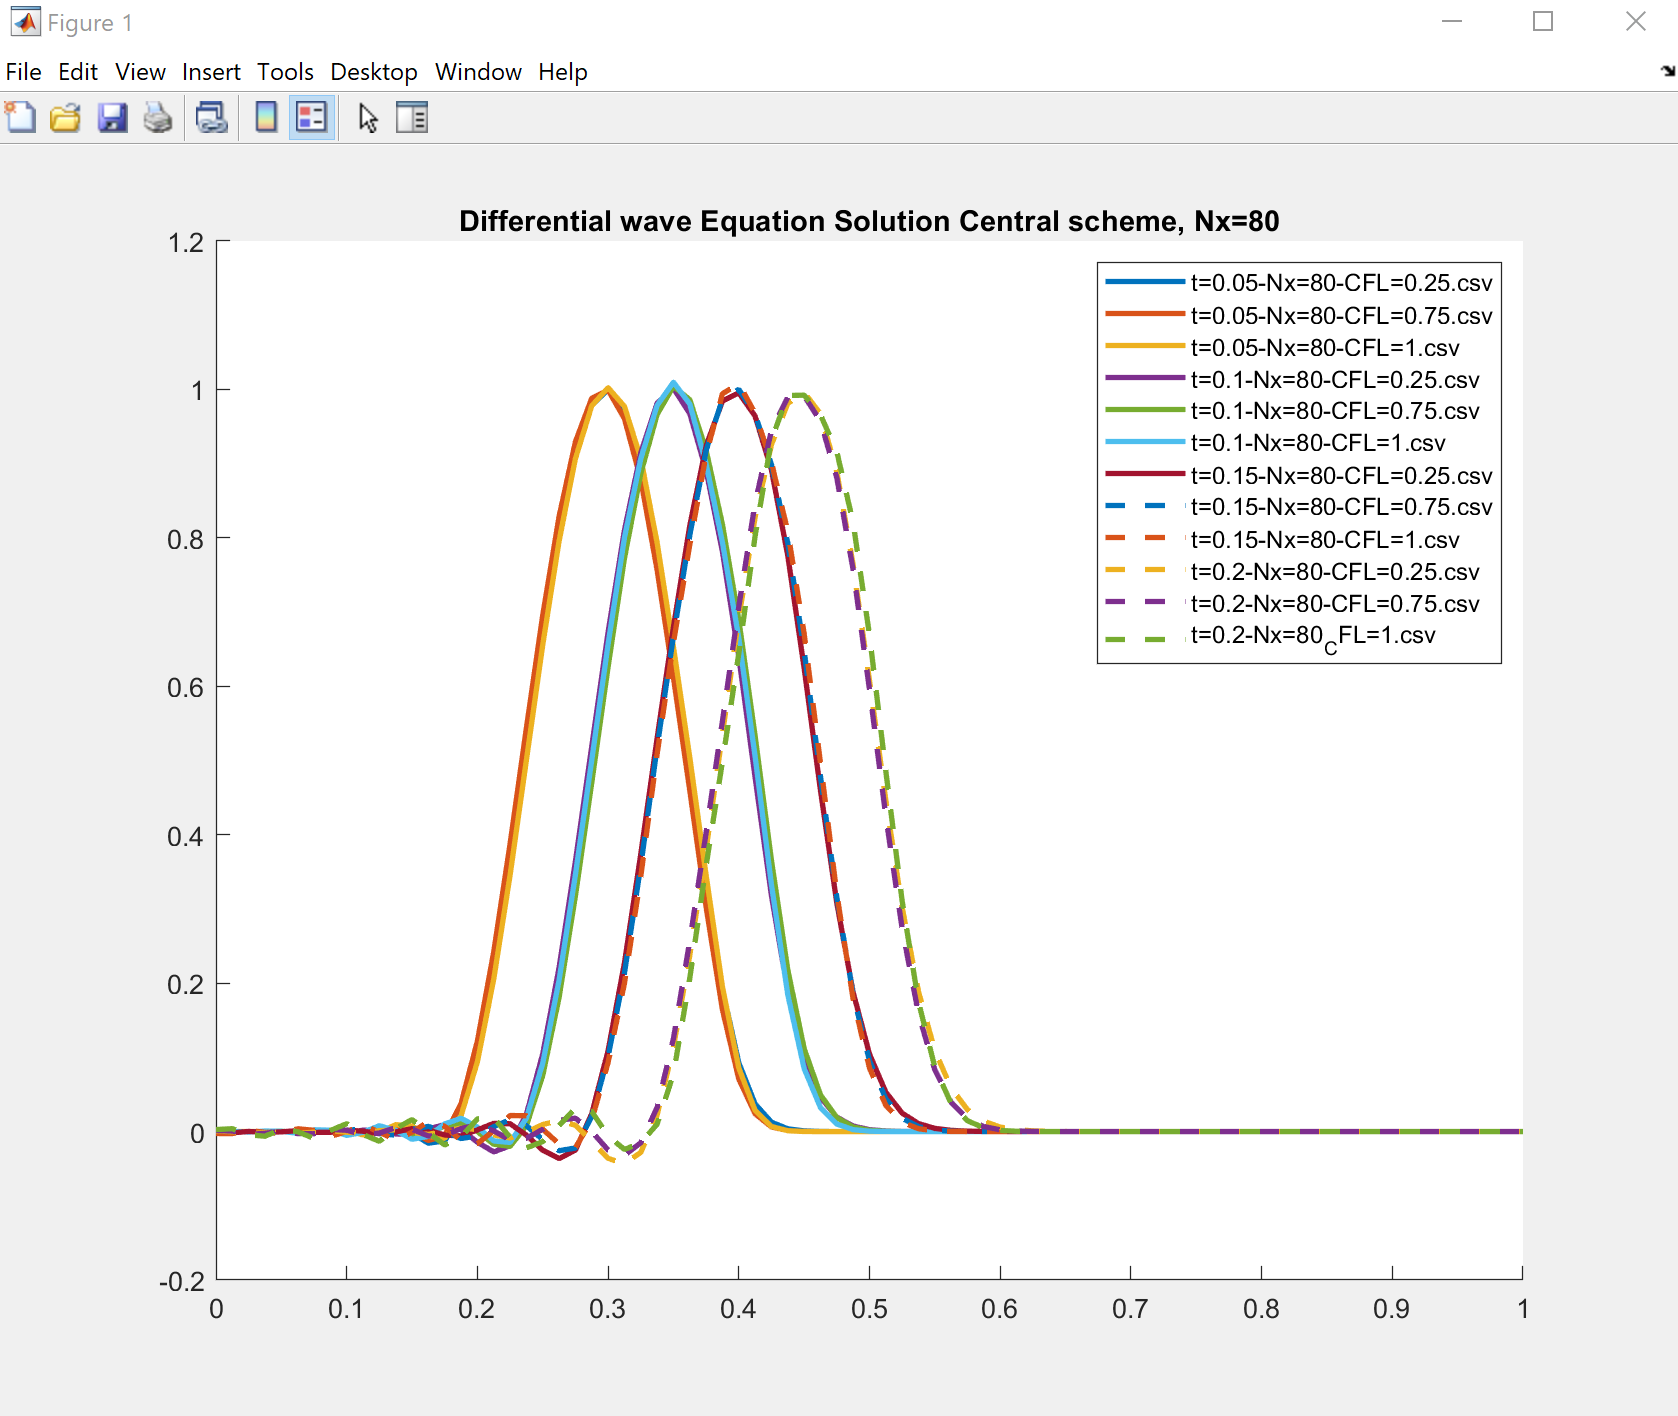 Figure 1
File Edit View Insert Tools Desktop Window Help
Differential wave Equation Solution Central scheme, Nx=80
1.2
1
0.8
0.6
0.4
0.2
0
-0.2
0 0.1 0.2 0.3 0.4 0.5 0.6 0.7 0.8 0.9 1
t=0.05-Nx=80-CFL=0.25.csv
t=0.05-Nx=80-CFL=0.75.csv
t=0.05-Nx=80-CFL=1.csv
t=0.1-Nx=80-CFL=0.25.csv
t=0.1-Nx=80-CFL=0.75.csv
t=0.1-Nx=80-CFL=1.csv
t=0.15-Nx=80-CFL=0.25.csv
t=0.15-Nx=80-CFL=0.75.csv
t=0.15-Nx=80-CFL=1.csv
t=0.2-Nx=80-CFL=0.25.csv
t=0.2-Nx=80-CFL=0.75.csv
t=0.2-Nx=80CFL=1.csv